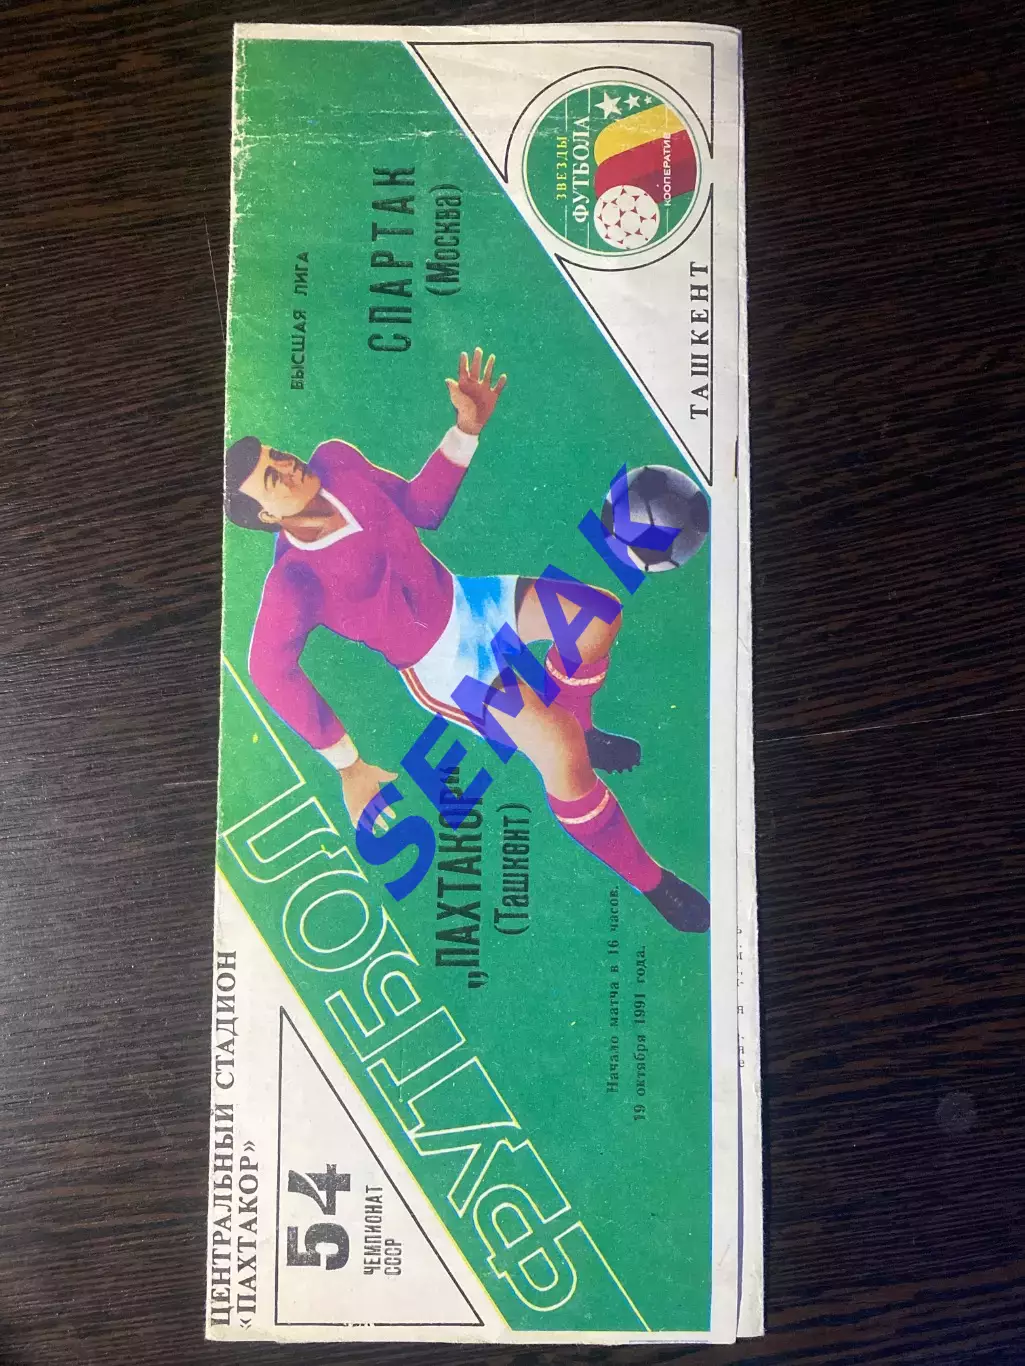 ЦЕНТРАЛЬНЫЙ СТАДИОН
«ПАХТАКОР»
54
ЧЕМПИОНАТ
СССР
ФУТБОЛ
ВЫСШАЯ ЛИГА
„ПАХТАКОР“
(Ташкент)
СПАРТАК
(Москва)
Начало матча в 16 часов.
19 октября 1991 года.
ЗВЕЗДЫ
ФУТБОЛА
КООПЕРАТИВ
ТАШКЕНТ
SEMAK